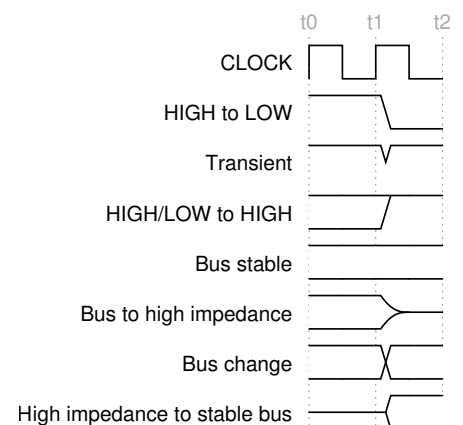 t0 t1 t2
CLOCK
HIGH to LOW
Transient
HIGH/LOW to HIGH
Bus stable
Bus to high impedance
Bus change
High impedance to stable bus